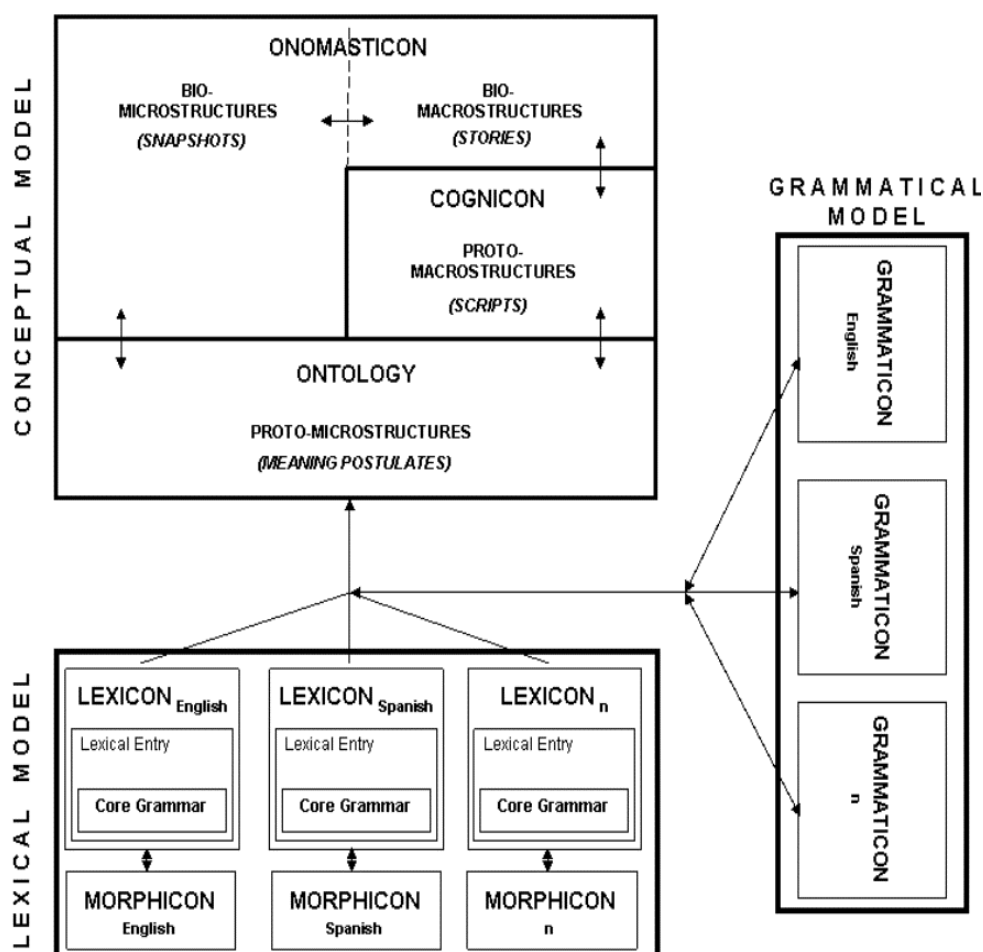 CONCEPTUAL MODEL
ONOMASTICON
BIO-
MICROSTRUCTURES
(SNAPSHOTS)
BIO-
MACROSTRUCTURES
(STORIES)
COGNICON
PROTO-
MACROSTRUCTURES
(SCRIPTS)
ONTOLOGY
PROTO-MICROSTRUCTURES
(MEANING POSTULATES)
GRAMMATICAL
MODEL
GRAMMATICON
English
GRAMMATICON
Spanish
GRAMMATICON
n
LEXICAL MODEL
LEXICON English
Lexical Entry
Core Grammar
MORPHICON
English
LEXICON Spanish
Lexical Entry
Core Grammar
MORPHICON
Spanish
LEXICON n
Lexical Entry
Core Grammar
MORPHICON
n